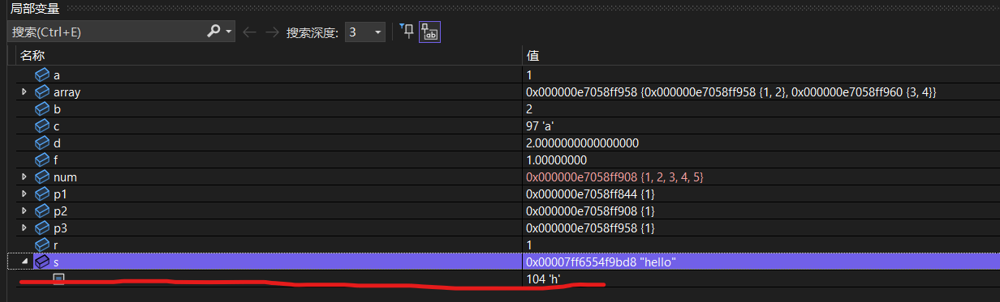 局部变量
搜索(Ctrl+E) 搜索深度: 3
名称 值
a 1
array 0x000000e7058ff958 {0x000000e7058ff958 {1, 2}, 0x000000e7058ff960 {3, 4}}
b 2
c 97 'a'
d 2.0000000000000000
f 1.00000000
num 0x000000e7058ff908 {1, 2, 3, 4, 5}
p1 0x000000e7058ff844 {1}
p2 0x000000e7058ff908 {1}
p3 0x000000e7058ff958 {1}
r 1
s 0x00007ff6554f9bd8 "hello"
104 'h'